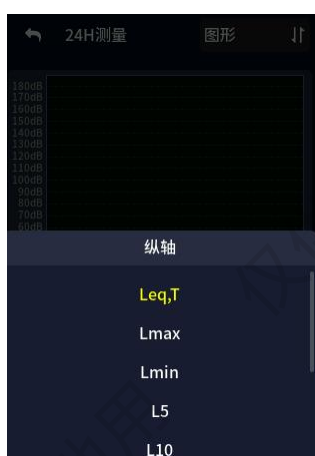 24H测量 图形
180dB
170dB
160dB
150dB
140dB
130dB
120dB
110dB
100dB
90dB
80dB
70dB
60dB
纵轴
Leq,T
Lmax
Lmin
L5
L10